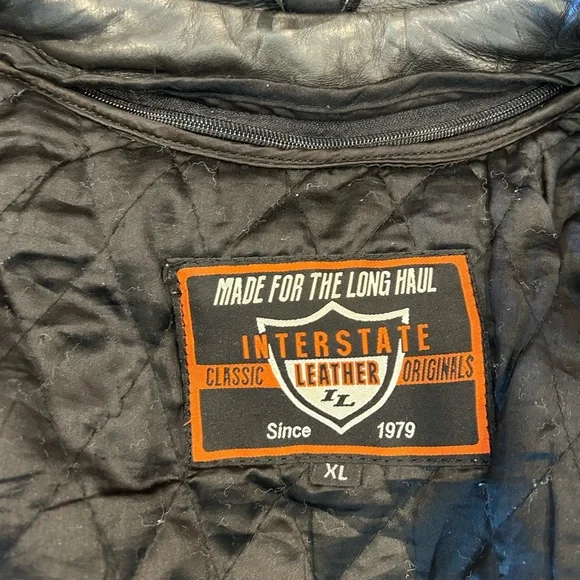 MADE FOR THE LONG HAUL
INTERSTATE
CLASSIC LEATHER ORIGINALS
IL
Since 1979
XL